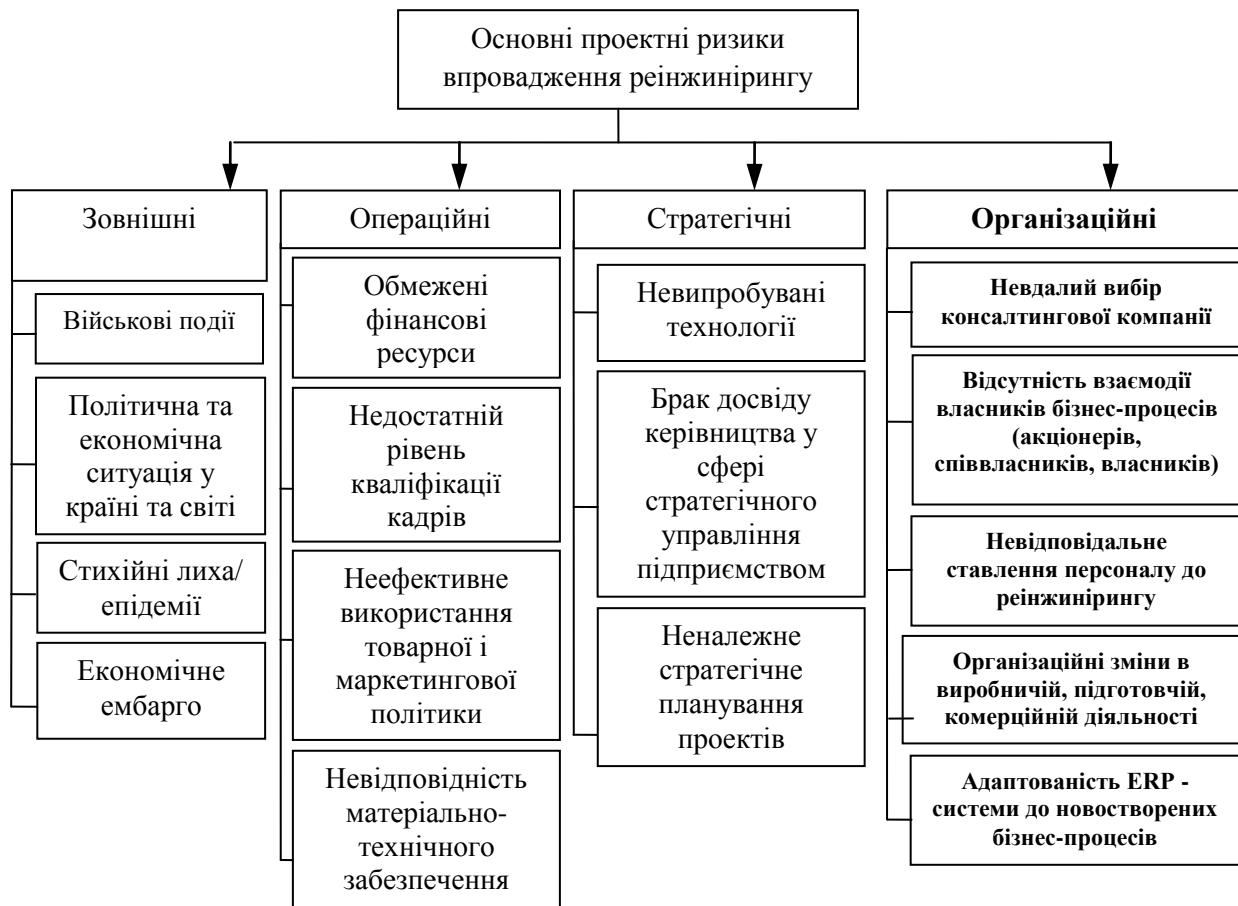 Основні проектні ризики
впровадження реінжинірингу
Зовнішні
Військові події
Політична та
економічна
ситуація у
країні та світі
Стихійні лиха/
епідемії
Економічне
ембарго
Операційні
Обмежені
фінансові
ресурси
Недостатній
рівень
кваліфікації
кадрів
Неефективне
використання
товарної і
маркетингової
політики
Невідповідність
матеріально-
технічного
забезпечення
Стратегічні
Невипробувані
технології
Брак досвіду
керівництва у
сфері
стратегічного
управління
підприємством
Неналежне
стратегічне
планування
проектів
Організаційні
Невдалий вибір
консалтингової компанії
Відсутність взаємодії
власників бізнес-процесів
(акціонерів,
співвласників, власників)
Невідповідальне
ставлення персоналу до
реінжинірингу
Організаційні зміни в
виробничій, підготовчій,
комерційній діяльності
Адаптованість ERP -
системи до новостворених
бізнес-процесів